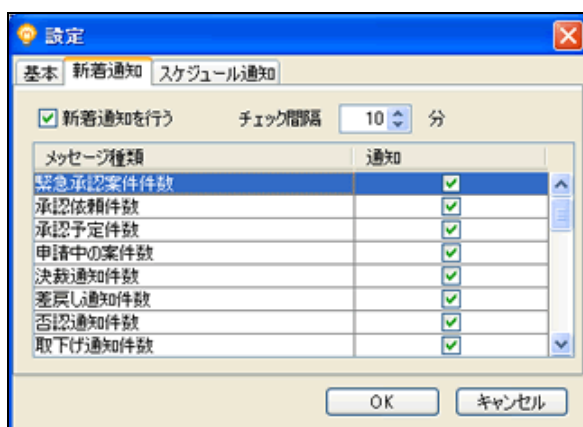 設定
基本 新着通知 スケジュール通知
新着通知を行う チェック間隔 10 分
メッセージ種類 通知
緊急承認案件件数
承認依頼件数
承認予定件数
申請中の案件数
決裁通知件数
差戻し通知件数
否認通知件数
取下げ通知件数
OK キャンセル